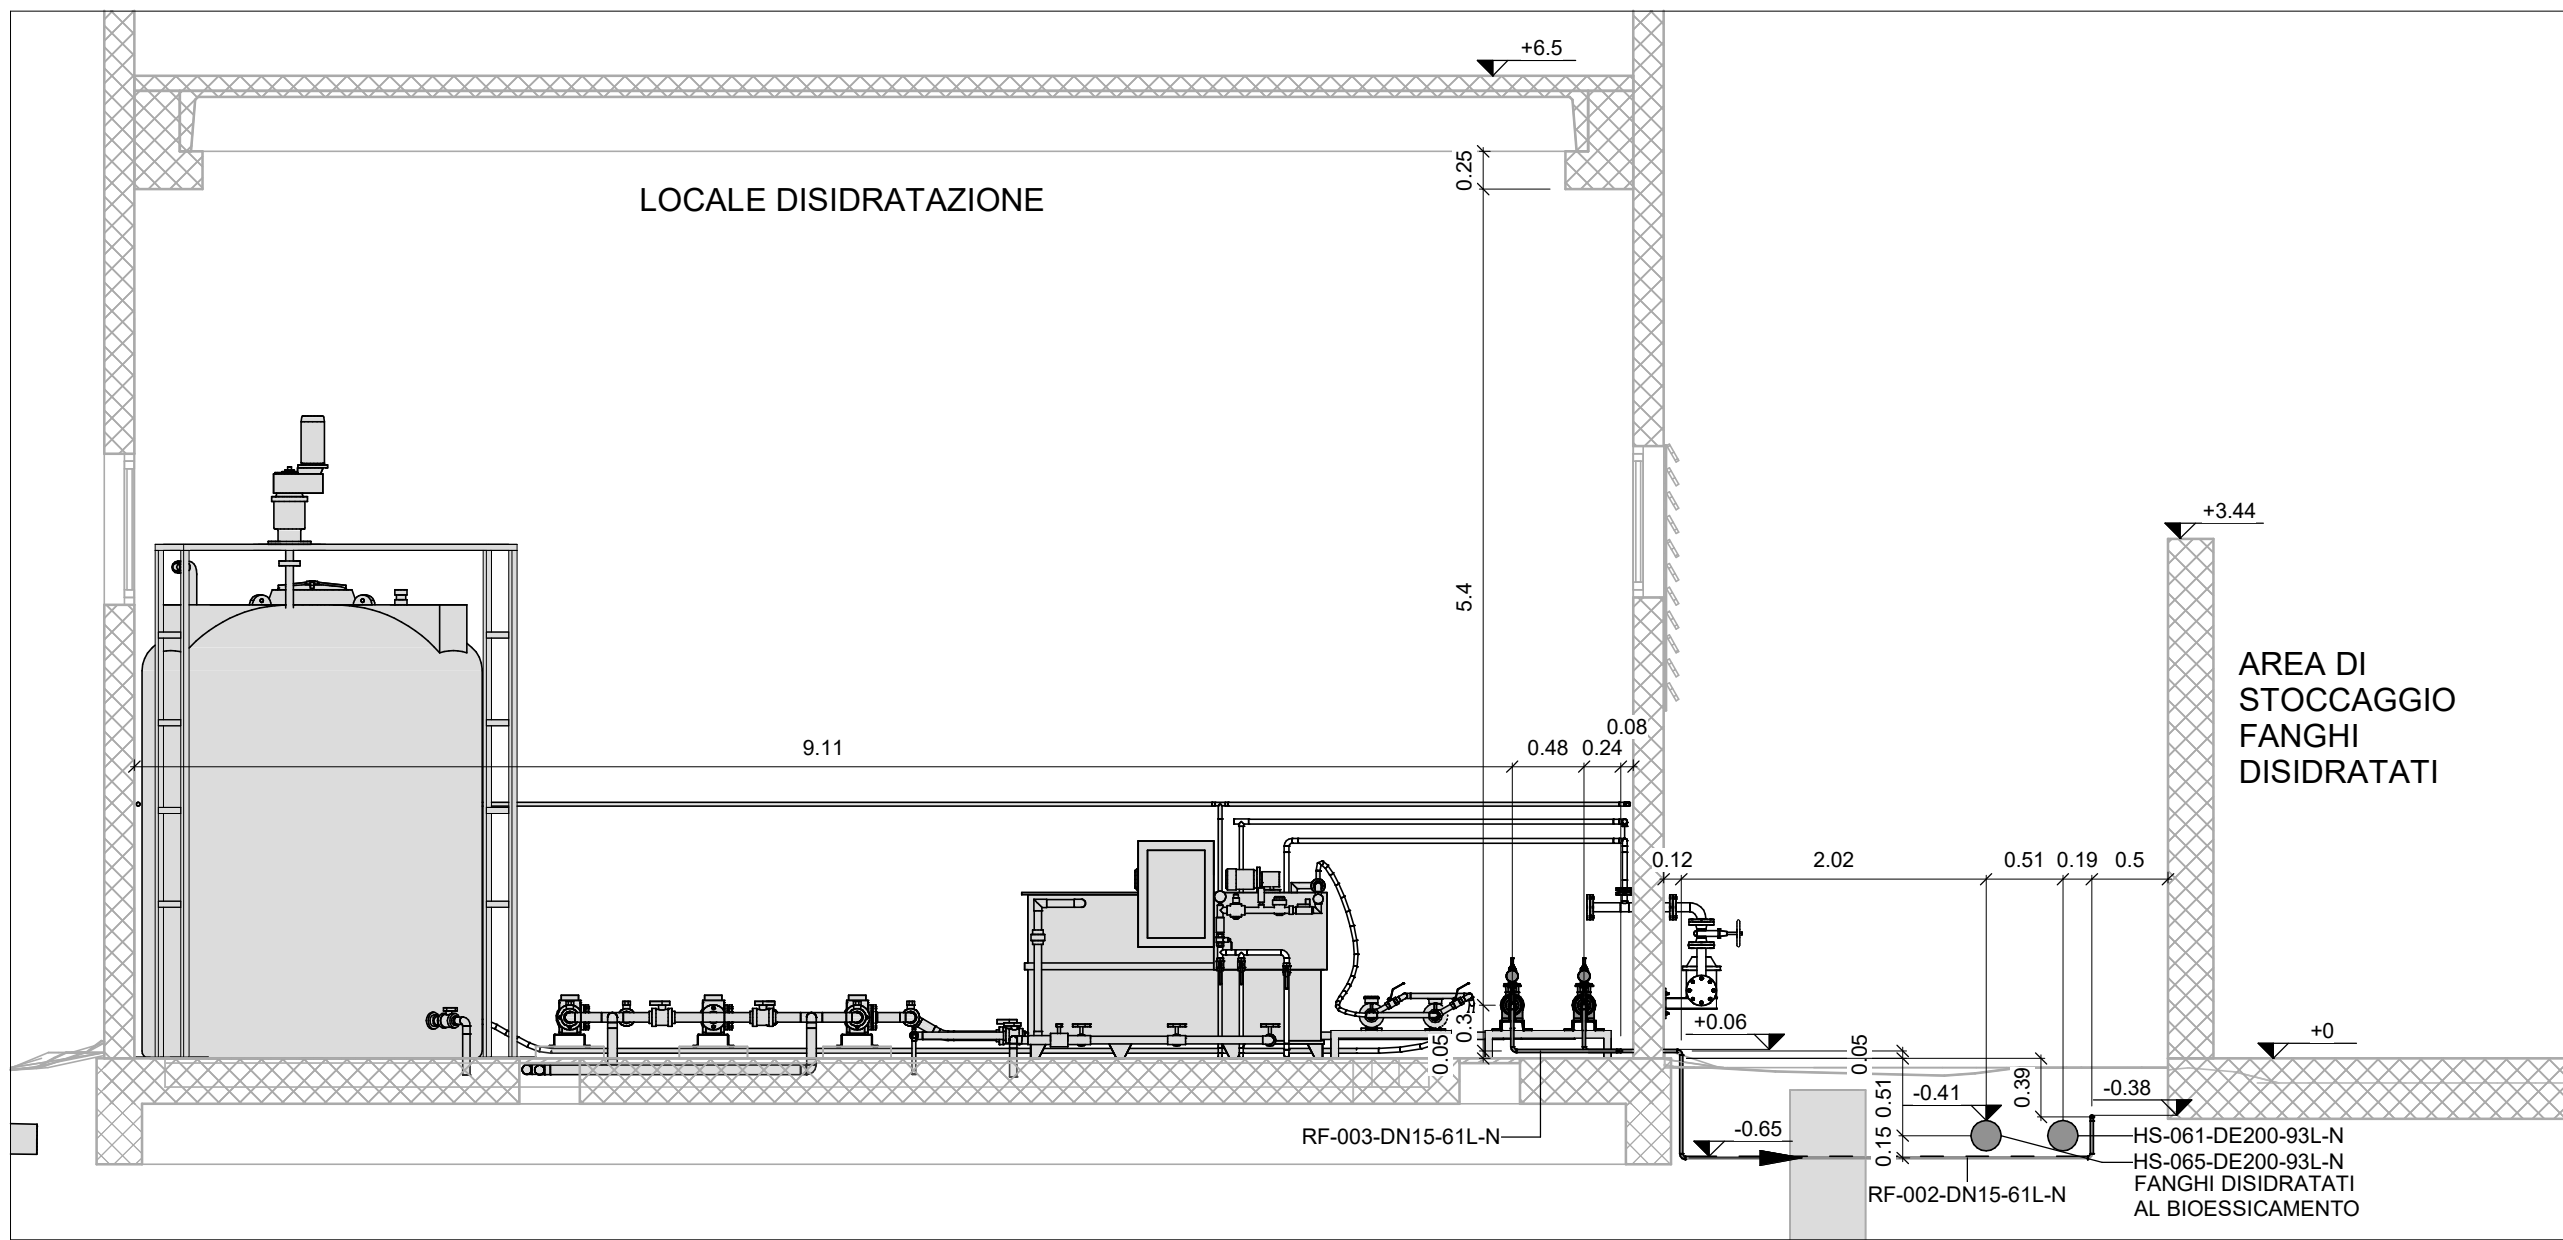 +6.5
0.25
LOCALE DISIDRATAZIONE
+3.44
5.4
AREA DI
STOCCAGGIO
FANGHI
DISIDRATATI
0.08
9.11
0.48
0.24
0.12
2.02
0.51
0.19
0.5
0.3
0.05
+0.06
+0
0.05
0.51
0.15
-0.41
0.39
-0.38
-0.65
RF-003-DN15-61L-N
HS-061-DE200-93L-N
HS-065-DE200-93L-N
FANGHI DISIDRATATI
AL BIOESSICAMENTO
RF-002-DN15-61L-N